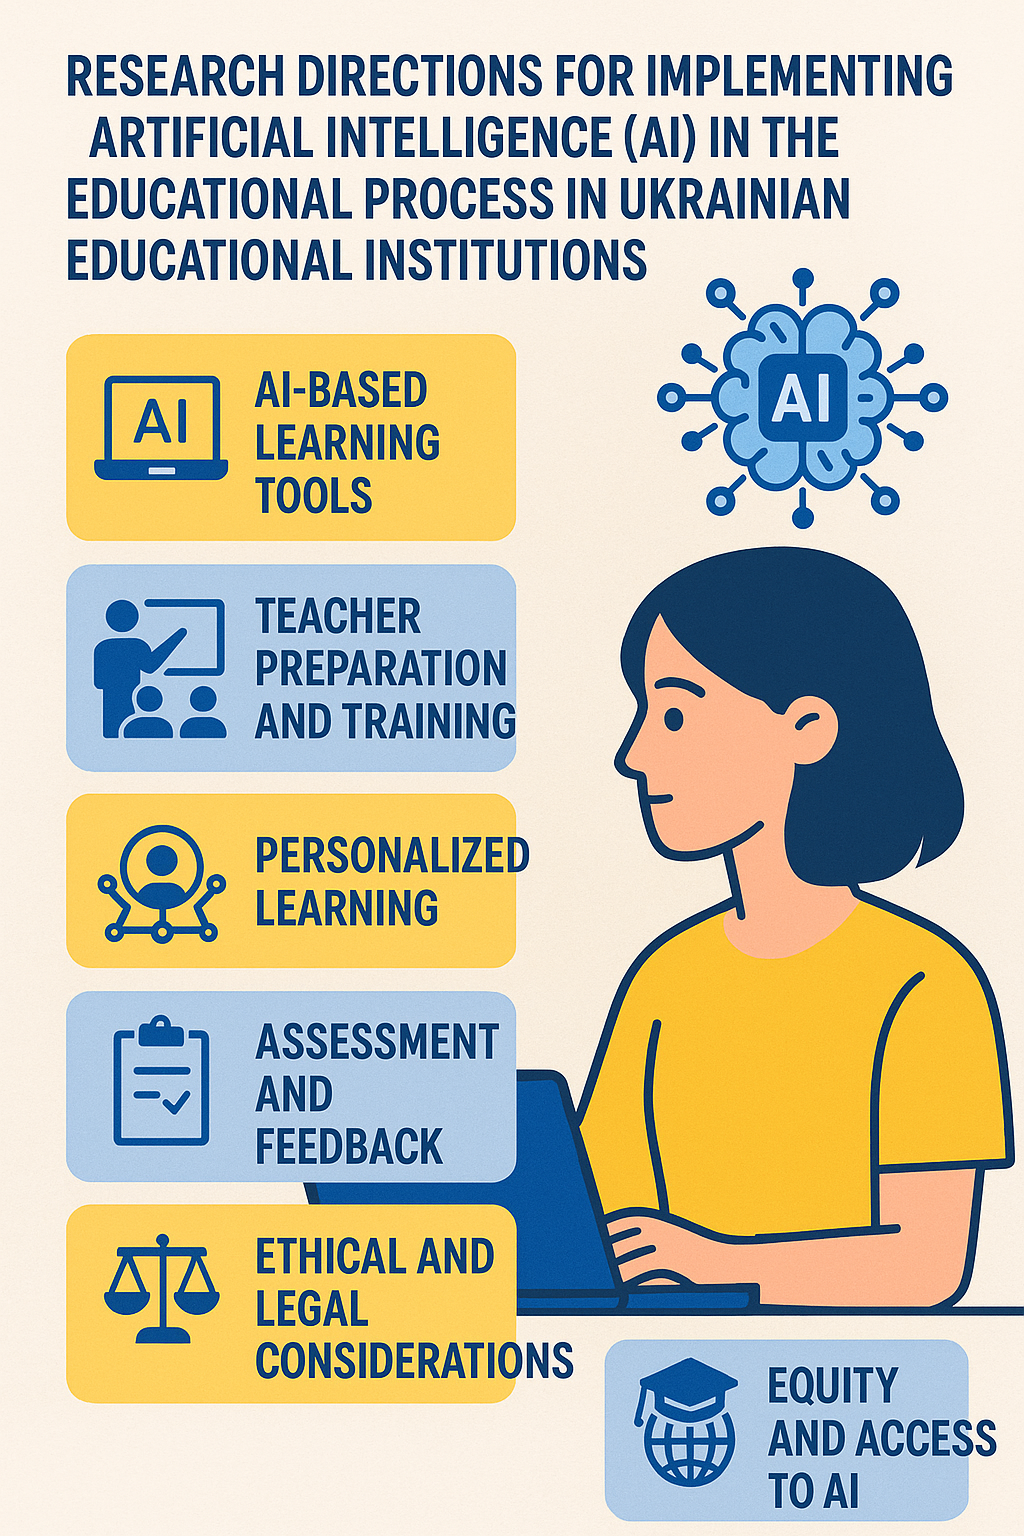 RESEARCH DIRECTIONS FOR IMPLEMENTING
ARTIFICIAL INTELLIGENCE (AI) IN THE
EDUCATIONAL PROCESS IN UKRAINIAN
EDUCATIONAL INSTITUTIONS
AI
AI
AI-BASED
LEARNING
TOOLS
TEACHER
PREPARATION
AND TRAINING
PERSONALIZED
LEARNING
ASSESSMENT
AND
FEEDBACK
ETHICAL AND
LEGAL
CONSIDERATIONS
EQUITY
AND ACCESS
TO AI